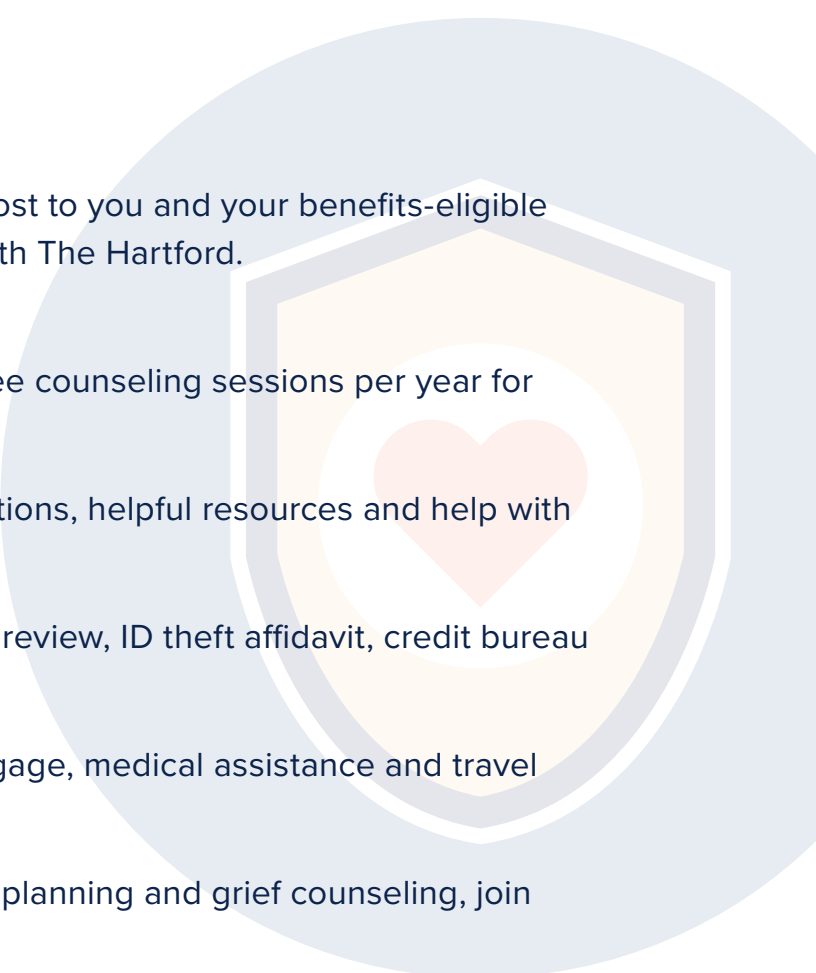 ost to you and your benefits-eligible
th The Hartford.
ee counseling sessions per year for
tions, helpful resources and help with
review, ID theft affidavit, credit bureau
gage, medical assistance and travel
planning and grief counseling, join